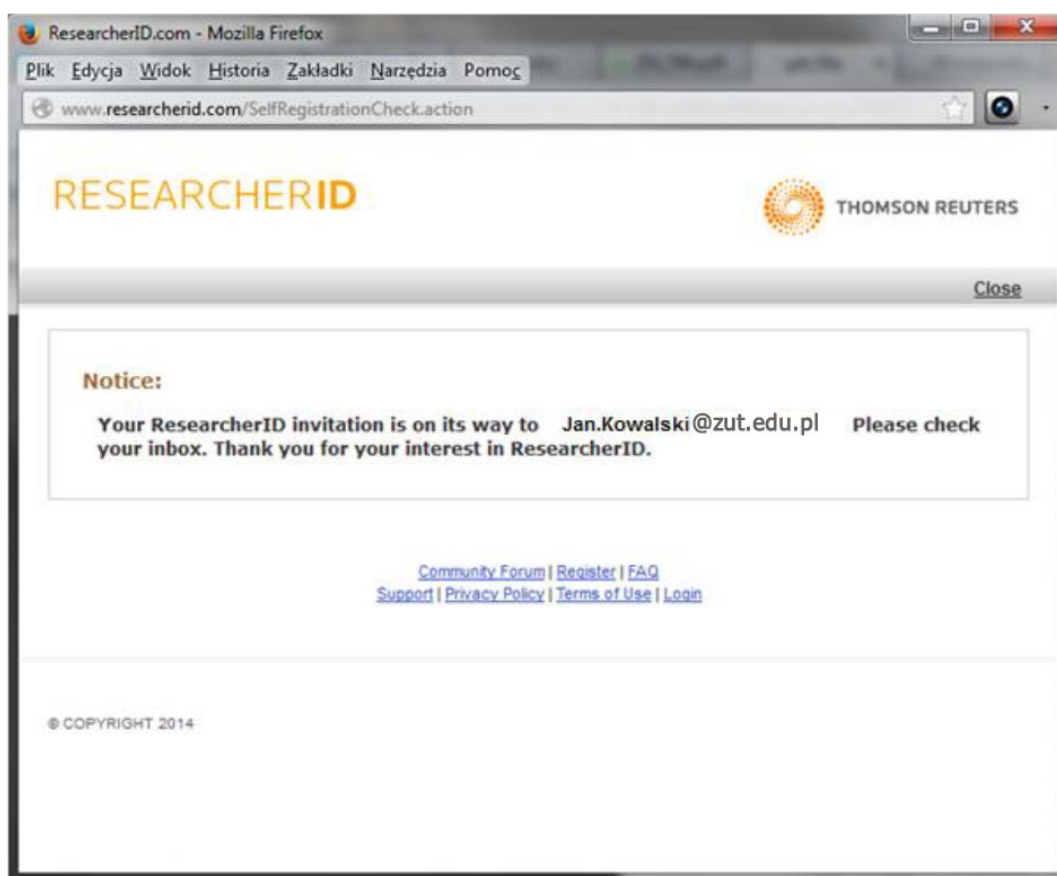 ResearcherID.com - Mozilla Firefox
Plik Edycja Widok Historia Zakładki Narzędzia Pomoc
www.researcherid.com/SelfRegistrationCheck.action
RESEARCHERID
THOMSON REUTERS
Close
Notice:
Your ResearcherID invitation is on its way to Jan.Kowalski@zut.edu.pl Please check
your inbox. Thank you for your interest in ResearcherID.
Community Forum | Register | FAQ
Support | Privacy Policy | Terms of Use | Login
© COPYRIGHT 2014